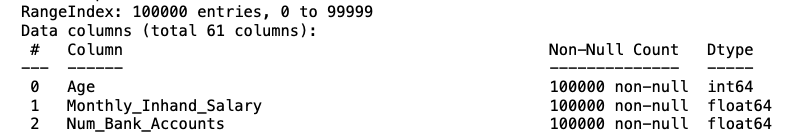 RangeIndex: 100000 entries, 0 to 99999
Data columns (total 61 columns):
 #   Column                                            Non-Null Count   Dtype
---  ------                                            --------------   -----
 0   Age                                               100000 non-null  int64
 1   Monthly_Inhand_Salary                             100000 non-null  float64
 2   Num_Bank_Accounts                                 100000 non-null  float64